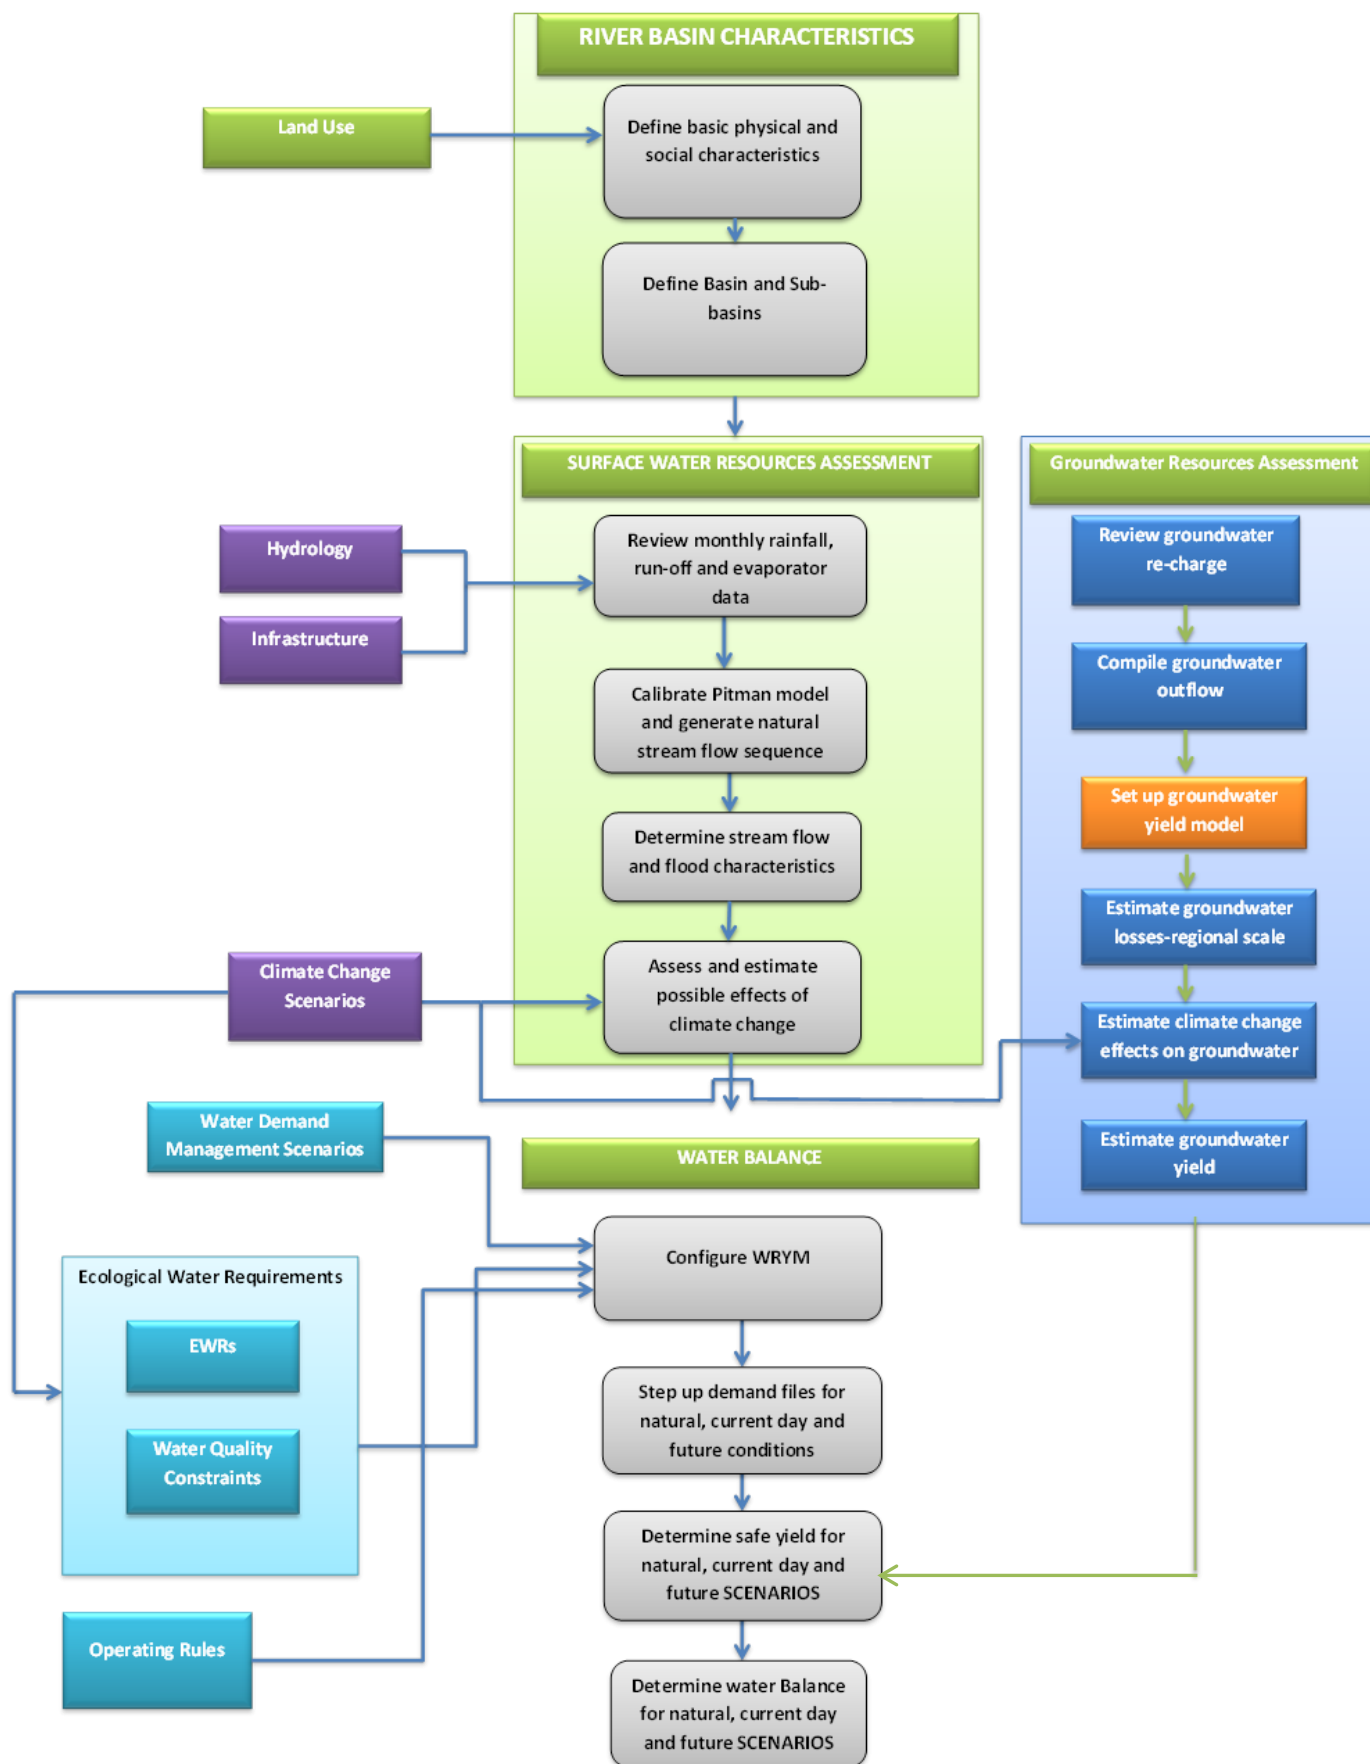 RIVER BASIN CHARACTERISTICS
Land Use
Define basic physical and
social characteristics
Define Basin and Sub-
basins
SURFACE WATER RESOURCES ASSESSMENT
Groundwater Resources Assessment
Hydrology
Infrastructure
Review monthly rainfall,
run-off and evaporator
data
Calibrate Pitman model
and generate natural
stream flow sequence
Determine stream flow
and flood characteristics
Climate Change
Scenarios
Assess and estimate
possible effects of
climate change
Review groundwater
re-charge
Compile groundwater
outflow
Set up groundwater
yield model
Estimate groundwater
losses-regional scale
Estimate climate change
effects on groundwater
Estimate groundwater
yield
Water Demand
Management Scenarios
WATER BALANCE
Configure WRYM
Ecological Water Requirements
EWRs
Water Quality
Constraints
Step up demand files for
natural, current day and
future conditions
Determine safe yield for
natural, current day and
future SCENARIOS
Operating Rules
Determine water Balance
for natural, current day
and future SCENARIOS